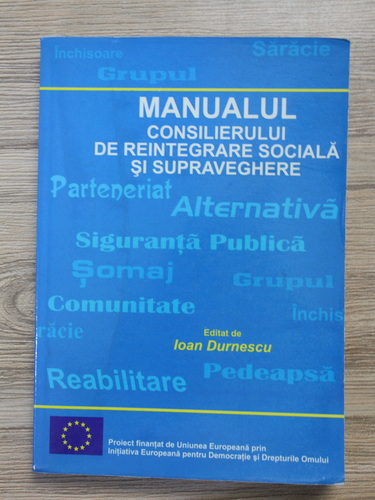 Închisoare
Sărăcie
Grupul
MANUALUL
CONSILIERULUI
DE REINTEGRARE SOCIALĂ
ŞI SUPRAVEGHERE
Parteneriat
Alternativă
Siguranţă Publică
Şomaj
Grupul
Comunitate
Închis
răcie
Editat de
Ioan Durnescu
Pedeapsă
Reabilitare
Proiect finanţat de Uniunea Europeană prin
Iniţiativa Europeană pentru Democraţie şi Drepturile Omului